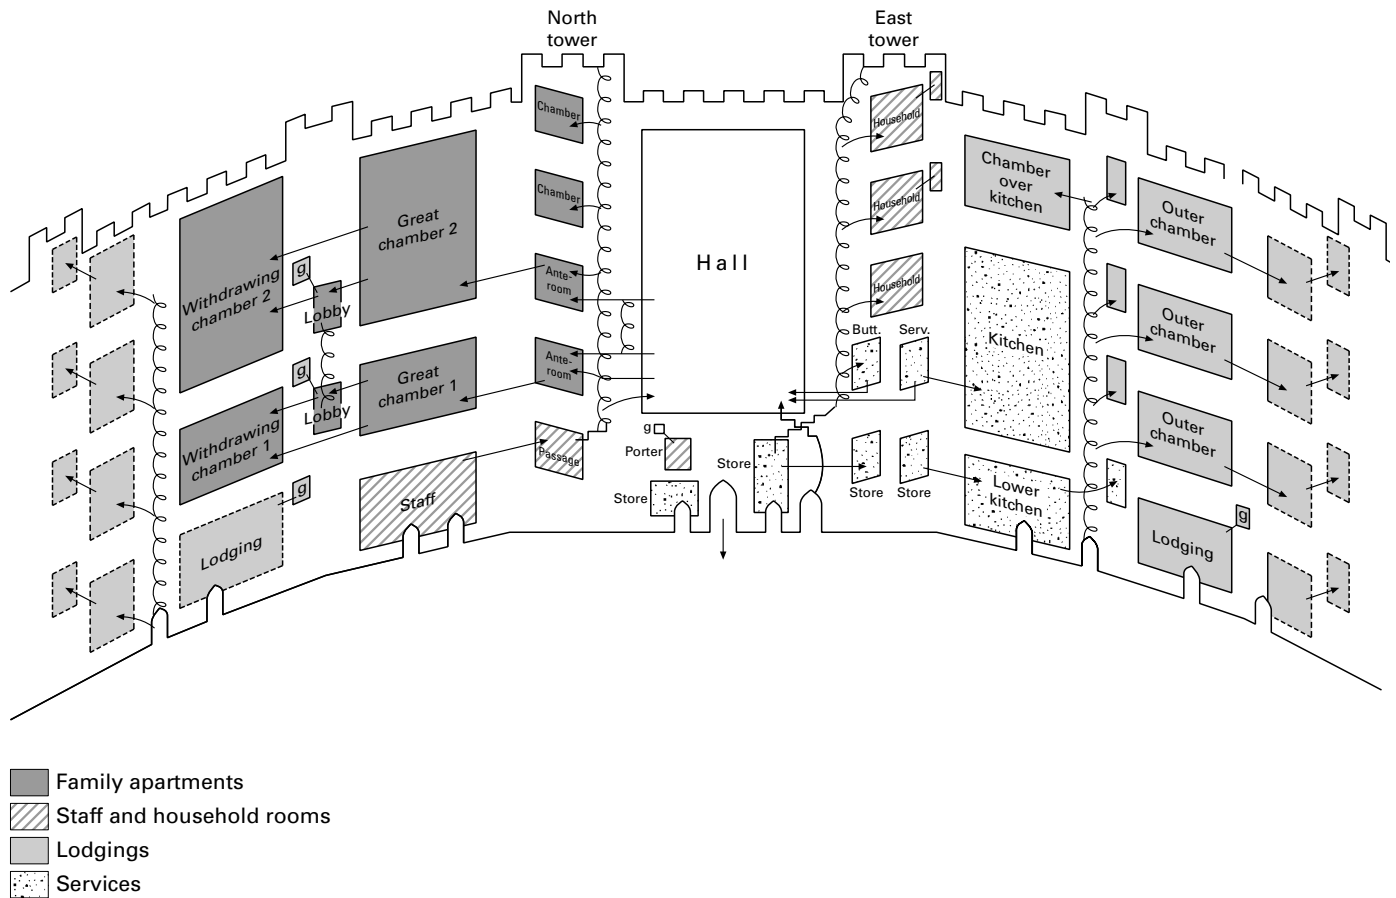 North
tower
East
tower
Chamber
Chamber
Ante-
room
Ante-
room
Passage
Great
chamber 2
Great
chamber 1
Withdrawing
chamber 2
Withdrawing
chamber 1
g
Lobby
g
Lobby
g
Lodging
Staff
Hall
g
Porter
Store
Store
Household
Household
Household
Butt.
Serv.
Store
Store
Chamber
over
kitchen
Kitchen
Lower
kitchen
Outer
chamber
Outer
chamber
Outer
chamber
g
Lodging
Family apartments
Staff and household rooms
Lodgings
Services